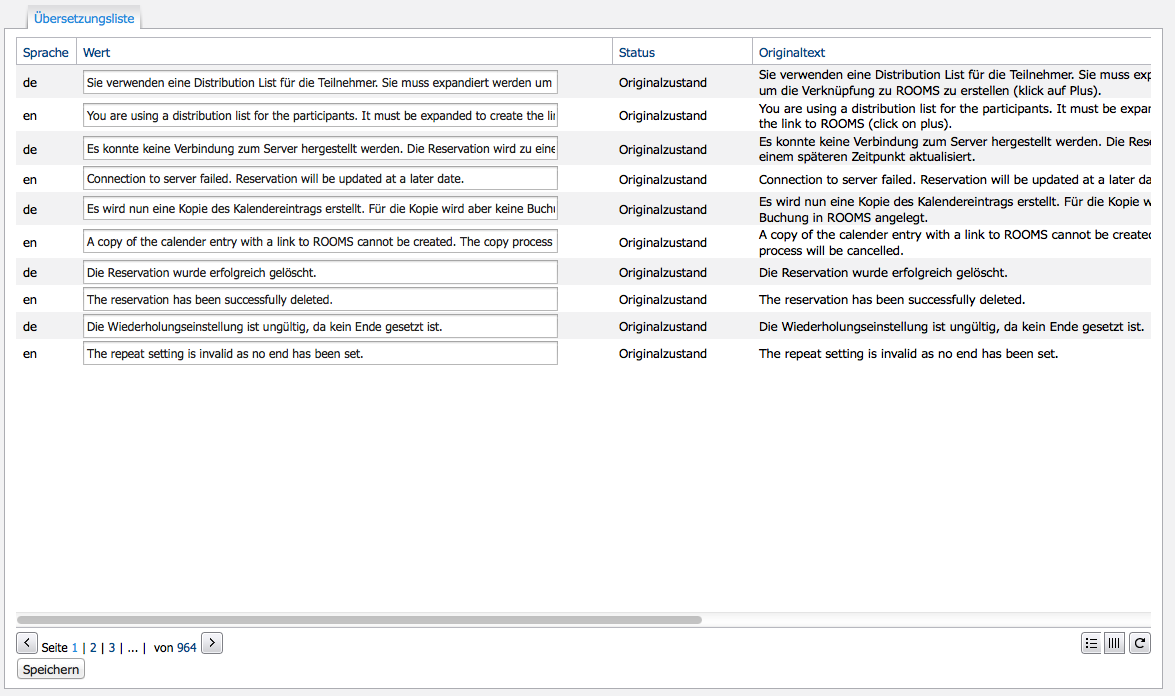 Übersetzungsliste
Sprache Wert Status Originaltext
de Sie verwenden eine Distribution List für die Teilnehmer. Sie muss expandiert werden um Originalzustand Sie verwenden eine Distribution List für die Teilnehmer. Sie muss
um die Verknüpfung zu ROOMS zu erstellen (klick auf Plus).
en You are using a distribution list for the participants. It must be expanded to create the Originalzustand You are using a distribution list for the participants. It must be
the link to ROOMS (click on plus).
de Es konnte keine Verbindung zum Server hergestellt werden. Die Reservation wird zu Originalzustand Es konnte keine Verbindung zum Server hergestellt werden. Die
einem späteren Zeitpunkt aktualisiert.
en Connection to server failed. Reservation will be updated at a later date. Originalzustand Connection to server failed. Reservation will be updated at a later
de Es wird nun eine Kopie des Kalendereintrags erstellt. Für die Kopie wird aber keine Originalzustand Es wird nun eine Kopie des Kalendereintrags erstellt. Für die Kopie
Buchung in ROOMS angelegt.
en A copy of the calender entry with a link to ROOMS cannot be created. The copy process Originalzustand A copy of the calender entry with a link to ROOMS cannot be
process will be cancelled.
de Die Reservation wurde erfolgreich gelöscht. Originalzustand Die Reservation wurde erfolgreich gelöscht.
en The reservation has been successfully deleted. Originalzustand The reservation has been successfully deleted.
de Die Wiederholungseinstellung ist ungültig, da kein Ende gesetzt ist. Originalzustand Die Wiederholungseinstellung ist ungültig, da kein Ende gesetzt ist.
en The repeat setting is invalid as no end has been set. Originalzustand The repeat setting is invalid as no end has been set.
Seite 1 | 2 | 3 | ... | von 964
Speichern